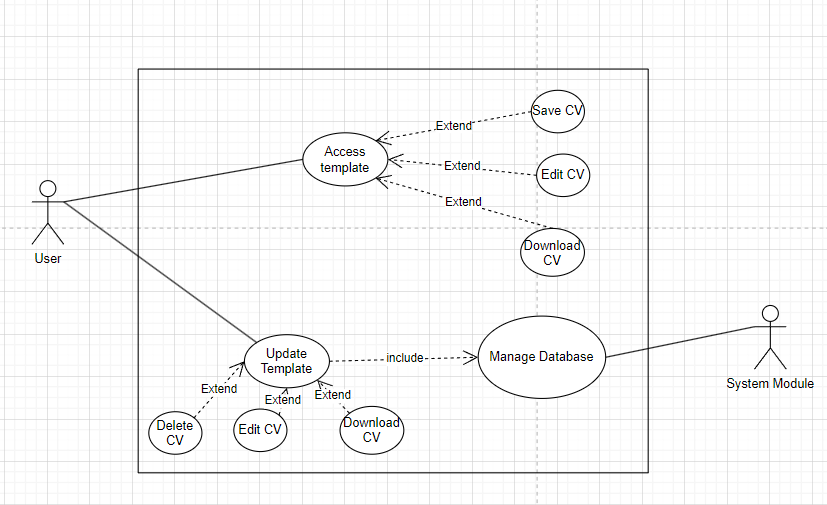 Save CV
Extend
Access
template
Extend
Edit CV
Extend
User
Download
CV
Update
Template
include
Manage Database
System Module
Extend
Extend
Extend
Delete
CV
Edit CV
Download
CV